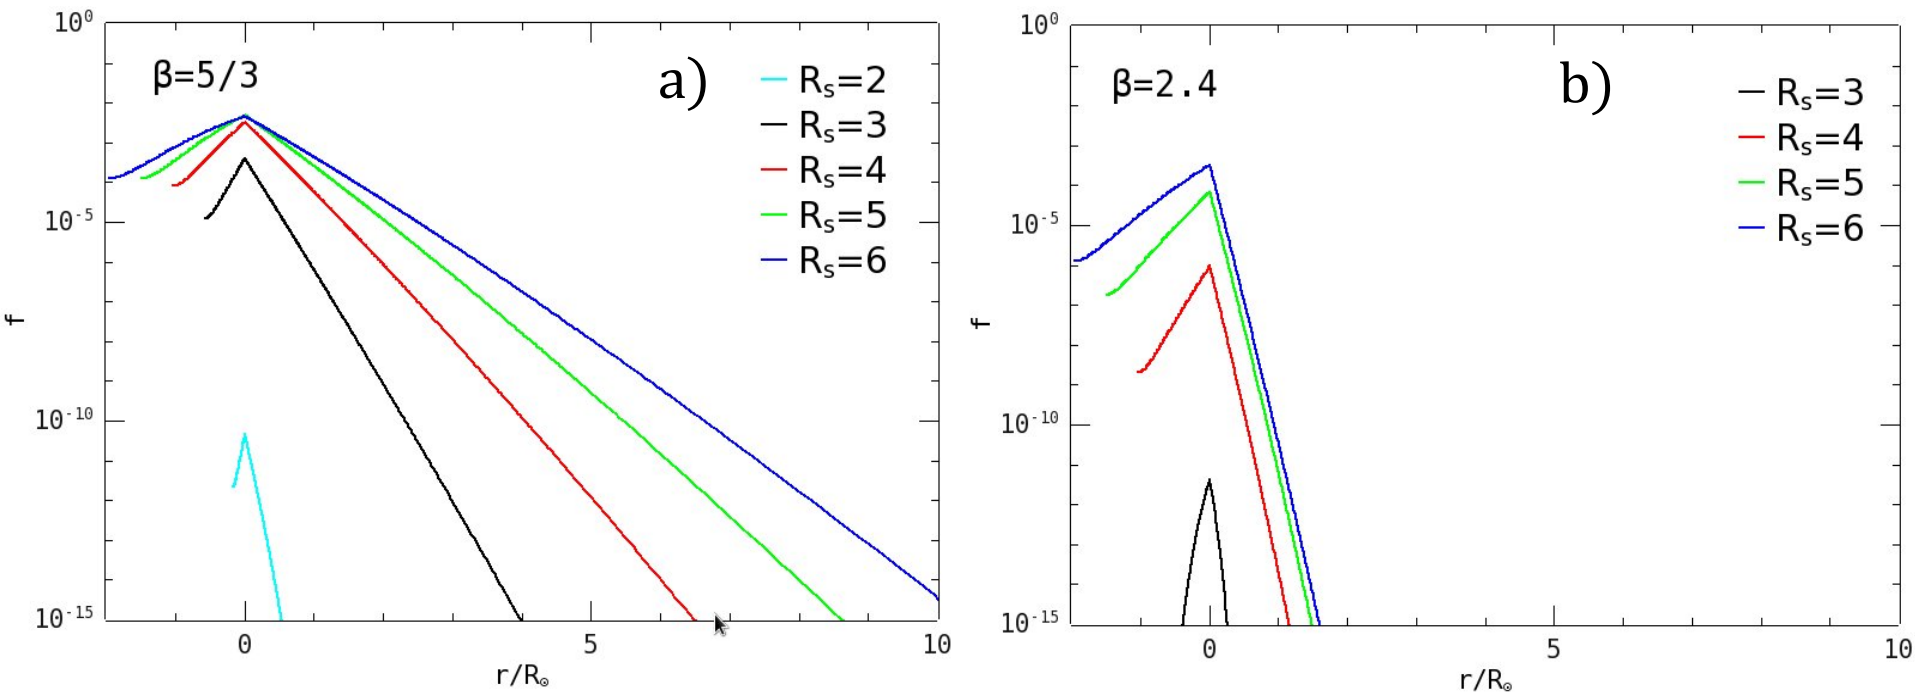 10⁰
10⁻⁵
10⁻¹⁰
10⁻¹⁵
f
β=5/3
a)
Rₛ=2
Rₛ=3
Rₛ=4
Rₛ=5
Rₛ=6
0 5 10
r/R☉
10⁰
10⁻⁵
10⁻¹⁰
10⁻¹⁵
f
β=2.4
b)
Rₛ=3
Rₛ=4
Rₛ=5
Rₛ=6
0 5 10
r/R☉